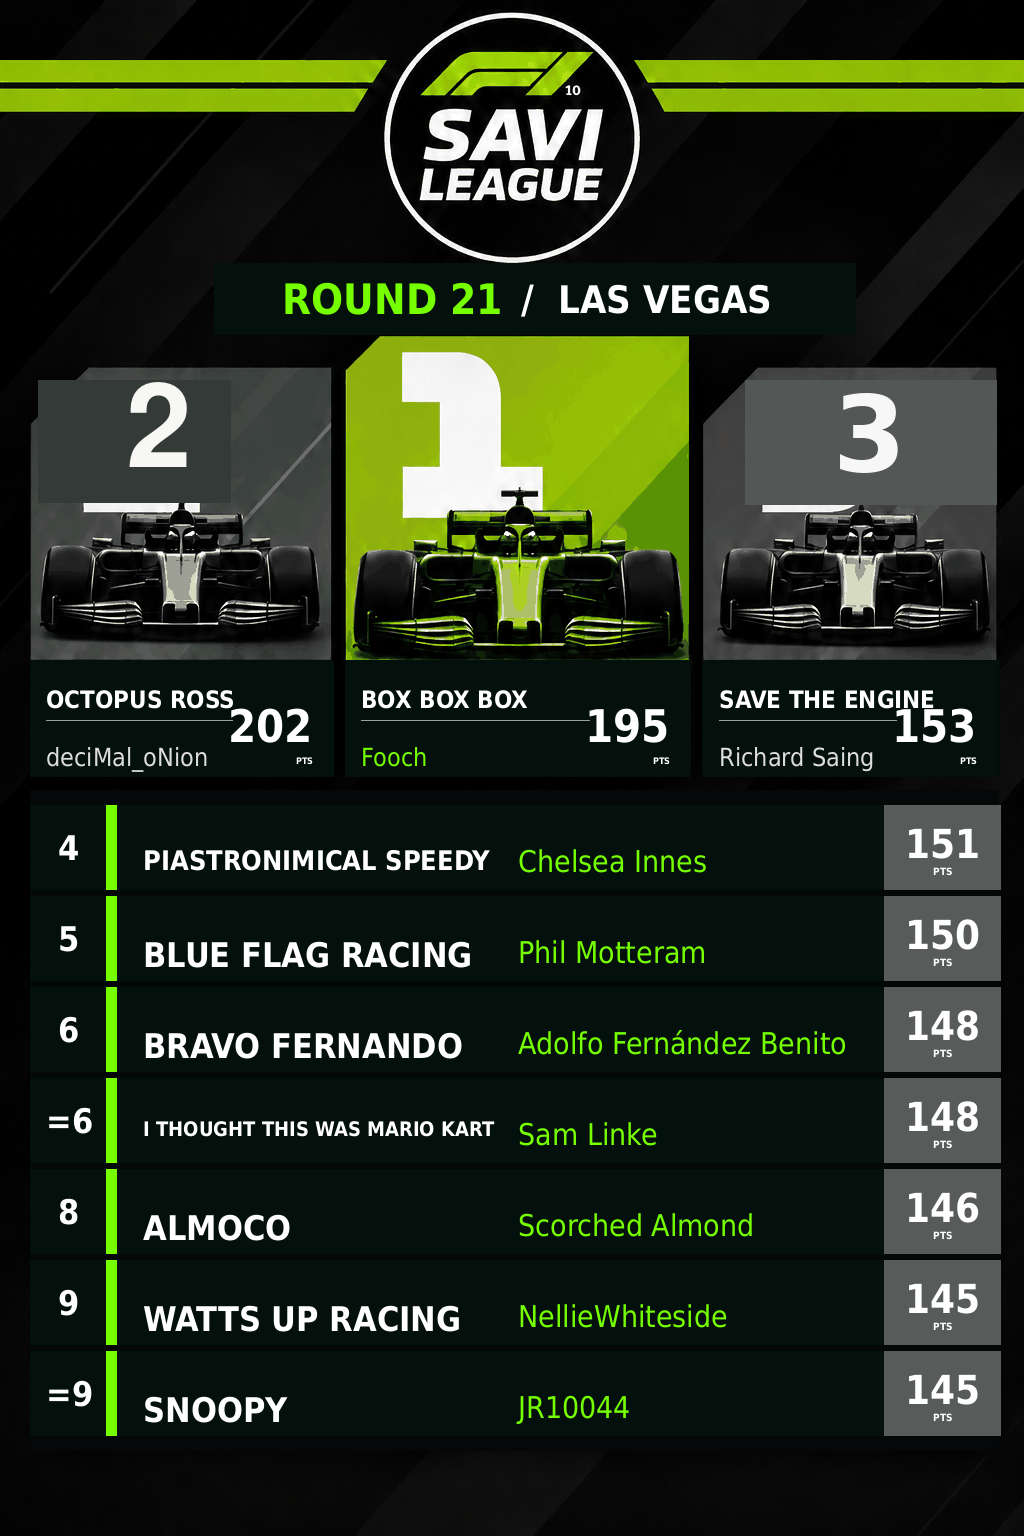 10
SAVI
LEAGUE
ROUND 21 / LAS VEGAS
2
1
3
OCTOPUS ROSS
deciMal_oNion
202
PTS
BOX BOX BOX
Fooch
195
PTS
SAVE THE ENGINE
Richard Saing
153
PTS
4 PIASTRONIMICAL SPEEDY Chelsea Innes 151
PTS
5 BLUE FLAG RACING Phil Motteram 150
PTS
6 BRAVO FERNANDO Adolfo Fernández Benito 148
PTS
=6 I THOUGHT THIS WAS MARIO KART Sam Linke 148
PTS
8 ALMOCO Scorched Almond 146
PTS
9 WATTS UP RACING NellieWhiteside 145
PTS
=9 SNOOPY JR10044 145
PTS